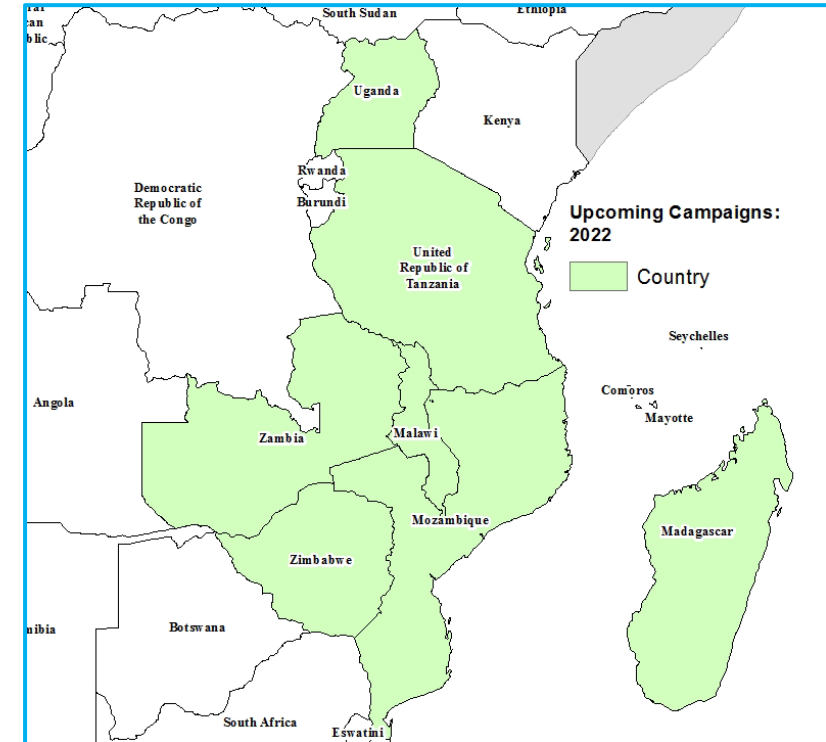 South Sudan
Ethiopia
Uganda
Kenya
Rwanda
Democratic
Republic of
the Congo
Burundi
Upcoming Campaigns:
2022
United
Republic of
Tanzania
Country
Seychelles
Comoros
Mayotte
Angola
Zambia
Malawi
Mozambique
Madagascar
Zimbabwe
Botswana
South Africa
Eswatini